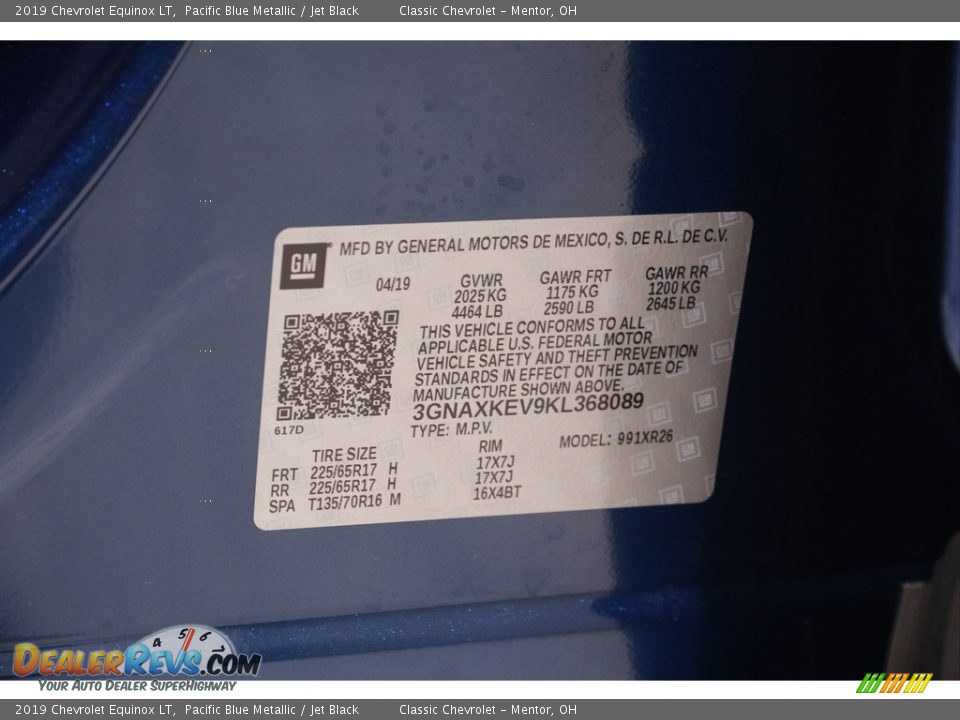 2019 Chevrolet Equinox LT, Pacific Blue Metallic / Jet Black Classic Chevrolet - Mentor, OH
GM
MFD BY GENERAL MOTORS DE MEXICO, S. DE R.L. DE C.V.
04/19 GVWR GAWR FRT GAWR RR
2025 KG 1175 KG 1200 KG
4464 LB 2590 LB 2645 LB
THIS VEHICLE CONFORMS TO ALL
APPLICABLE U.S. FEDERAL MOTOR
VEHICLE SAFETY AND THEFT PREVENTION
STANDARDS IN EFFECT ON THE DATE OF
MANUFACTURE SHOWN ABOVE.
3GNAXKEV9KL368089
617D
TYPE: M.P.V. MODEL: 991XR26
TIRE SIZE RIM
FRT 225/65R17 H 17X7J
RR 225/65R17 H 17X7J
SPA T135/70R16 M 16X4BT
4 5 6
DealerRevs.com
Your Auto Dealer SuperHighway
2019 Chevrolet Equinox LT, Pacific Blue Metallic / Jet Black Classic Chevrolet - Mentor, OH